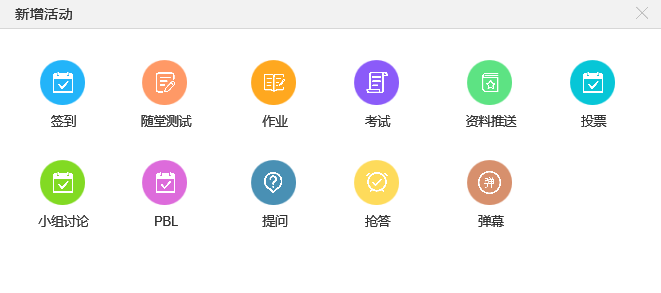 新增活动
签到 随堂测试 作业 考试 资料推送 投票
小组讨论 PBL 提问 抢答 弹幕